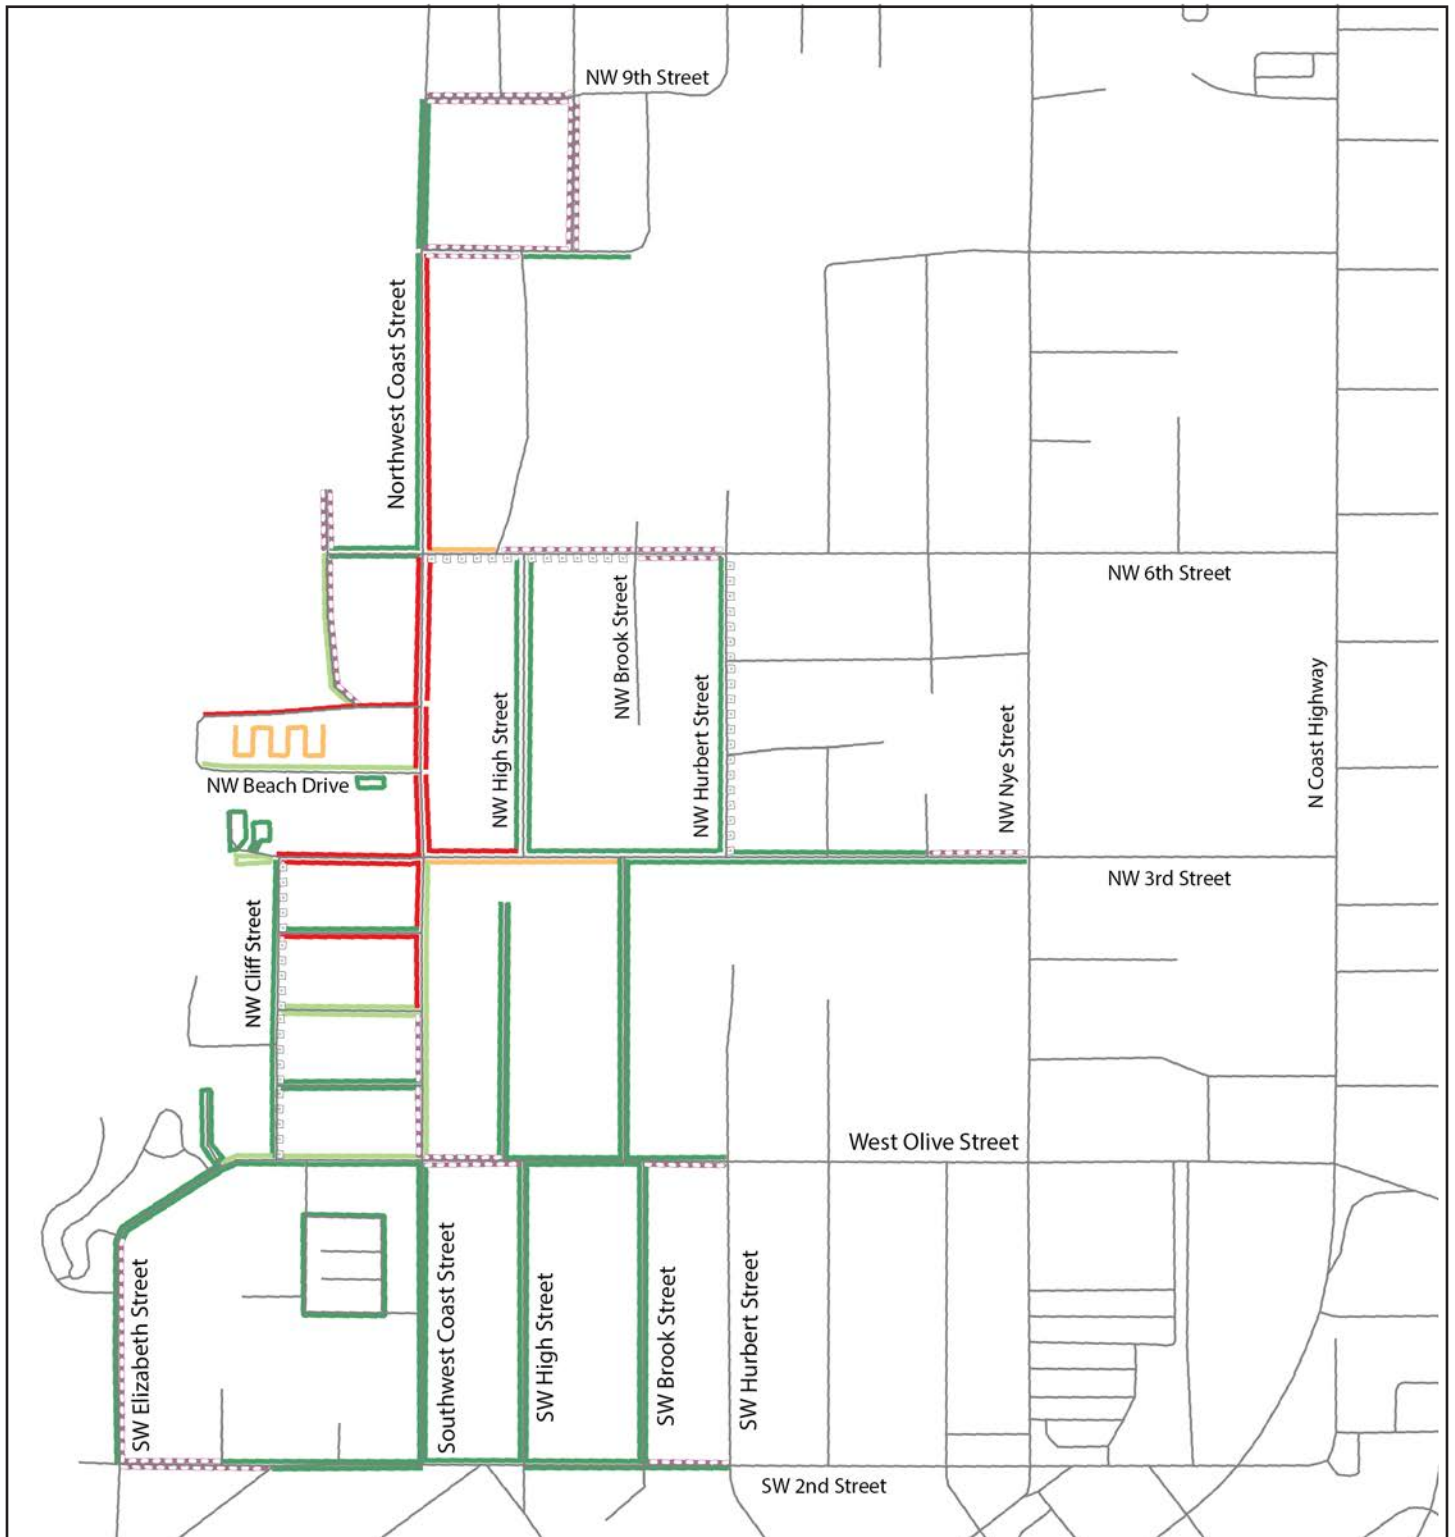 NW 9th Street
Northwest Coast Street
NW 6th Street
NW Brook Street
NW High Street
NW Hurbert Street
NW Nye Street
N Coast Highway
NW Beach Drive
NW 3rd Street
NW Cliff Street
West Olive Street
SW Elizabeth Street
Southwest Coast Street
SW High Street
SW Brook Street
SW Hurbert Street
SW 2nd Street